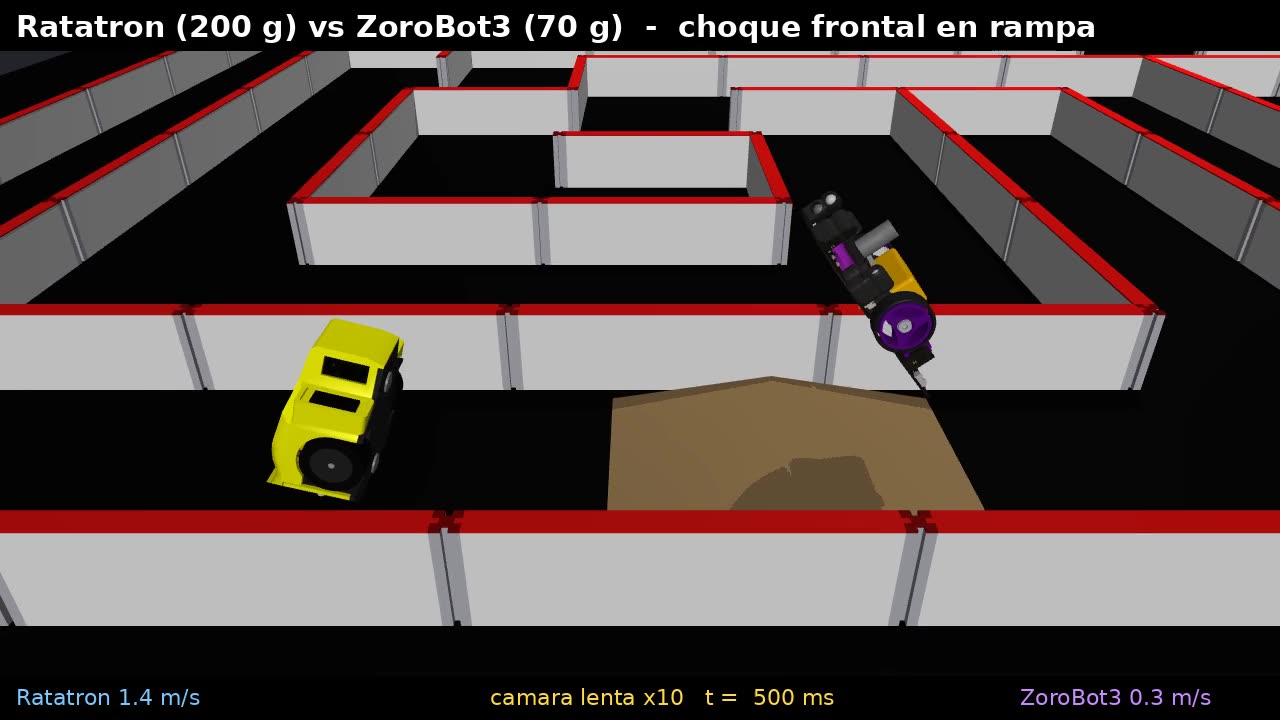 Ratatron (200 g) vs ZoroBot3 (70 g)  -  choque frontal en rampa
Ratatron 1.4 m/s
camara lenta x10   t =  500 ms
ZoroBot3 0.3 m/s